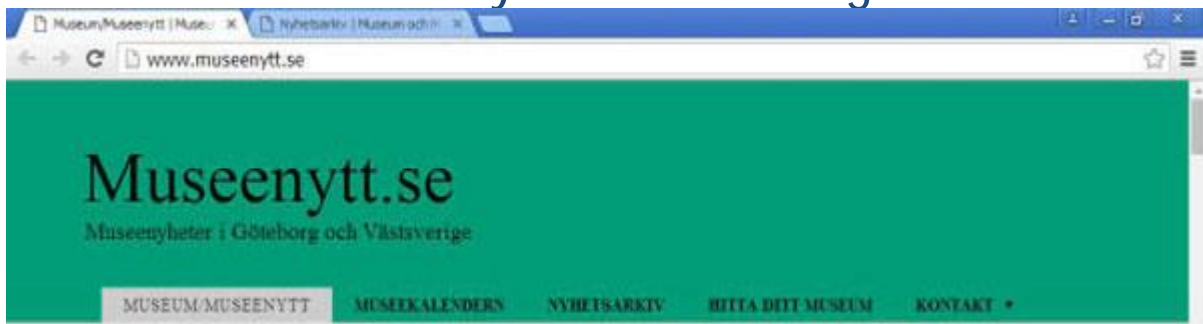 Museum/Museenytt | Muse
Nyhetsarkiv | Museum och
www.museenytt.se
Museenytt.se
Museenyheter i Göteborg och Västsverige
MUSEUM/MUSEENYTT MUSEEKALENDERN NYHETSARKIV HITTA DITT MUSEUM KONTAKT